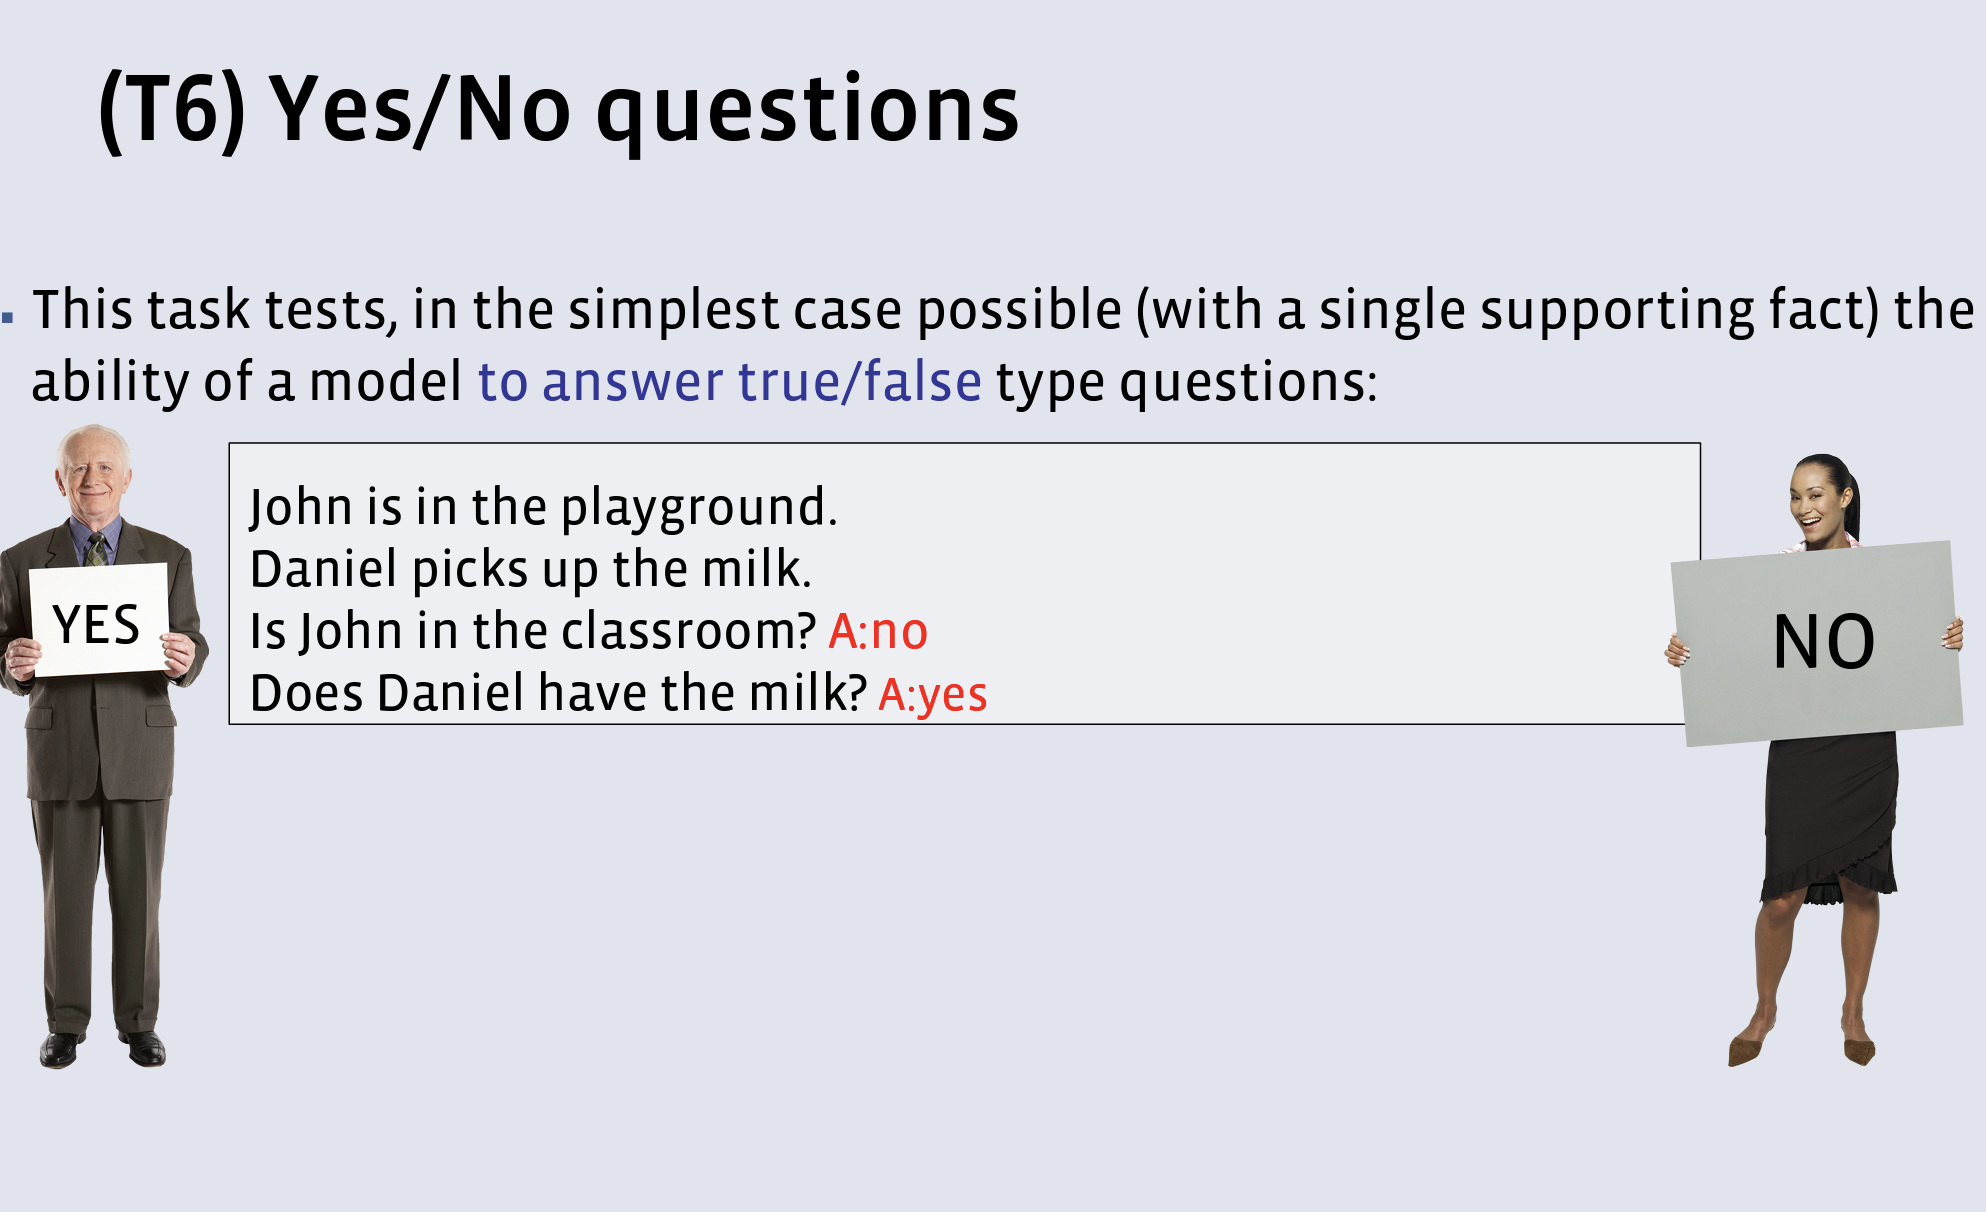 (T6) Yes/No questions
This task tests, in the simplest case possible (with a single supporting fact) the
ability of a model to answer true/false type questions:
John is in the playground.
Daniel picks up the milk.
Is John in the classroom? A:no
Does Daniel have the milk? A:yes
YES
NO